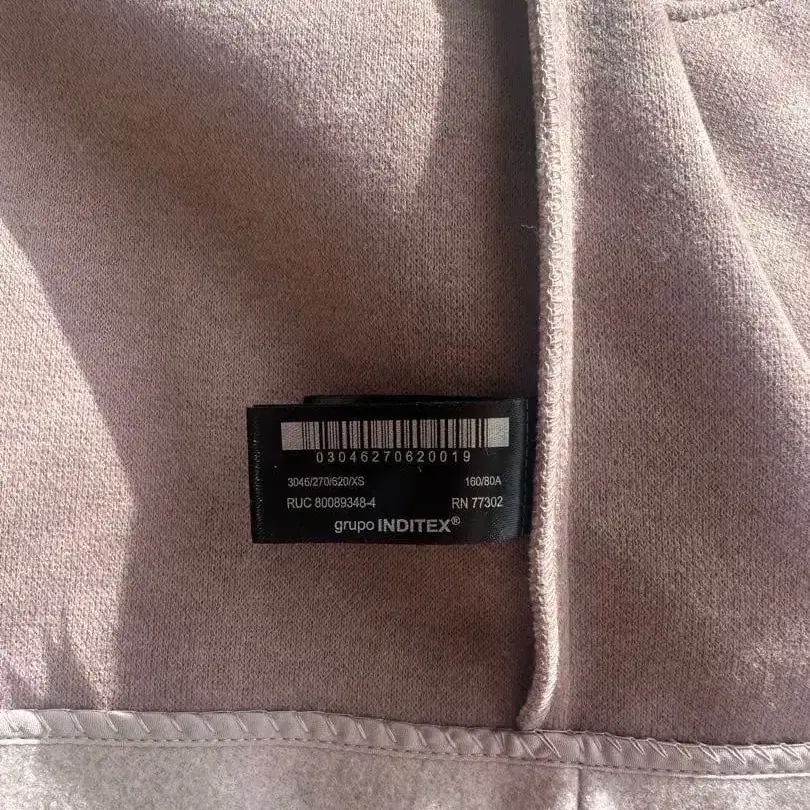 03046270620019
3046/270/620/XS 160/80A
RUC 80089348-4 RN 77302
grupo INDITEX®